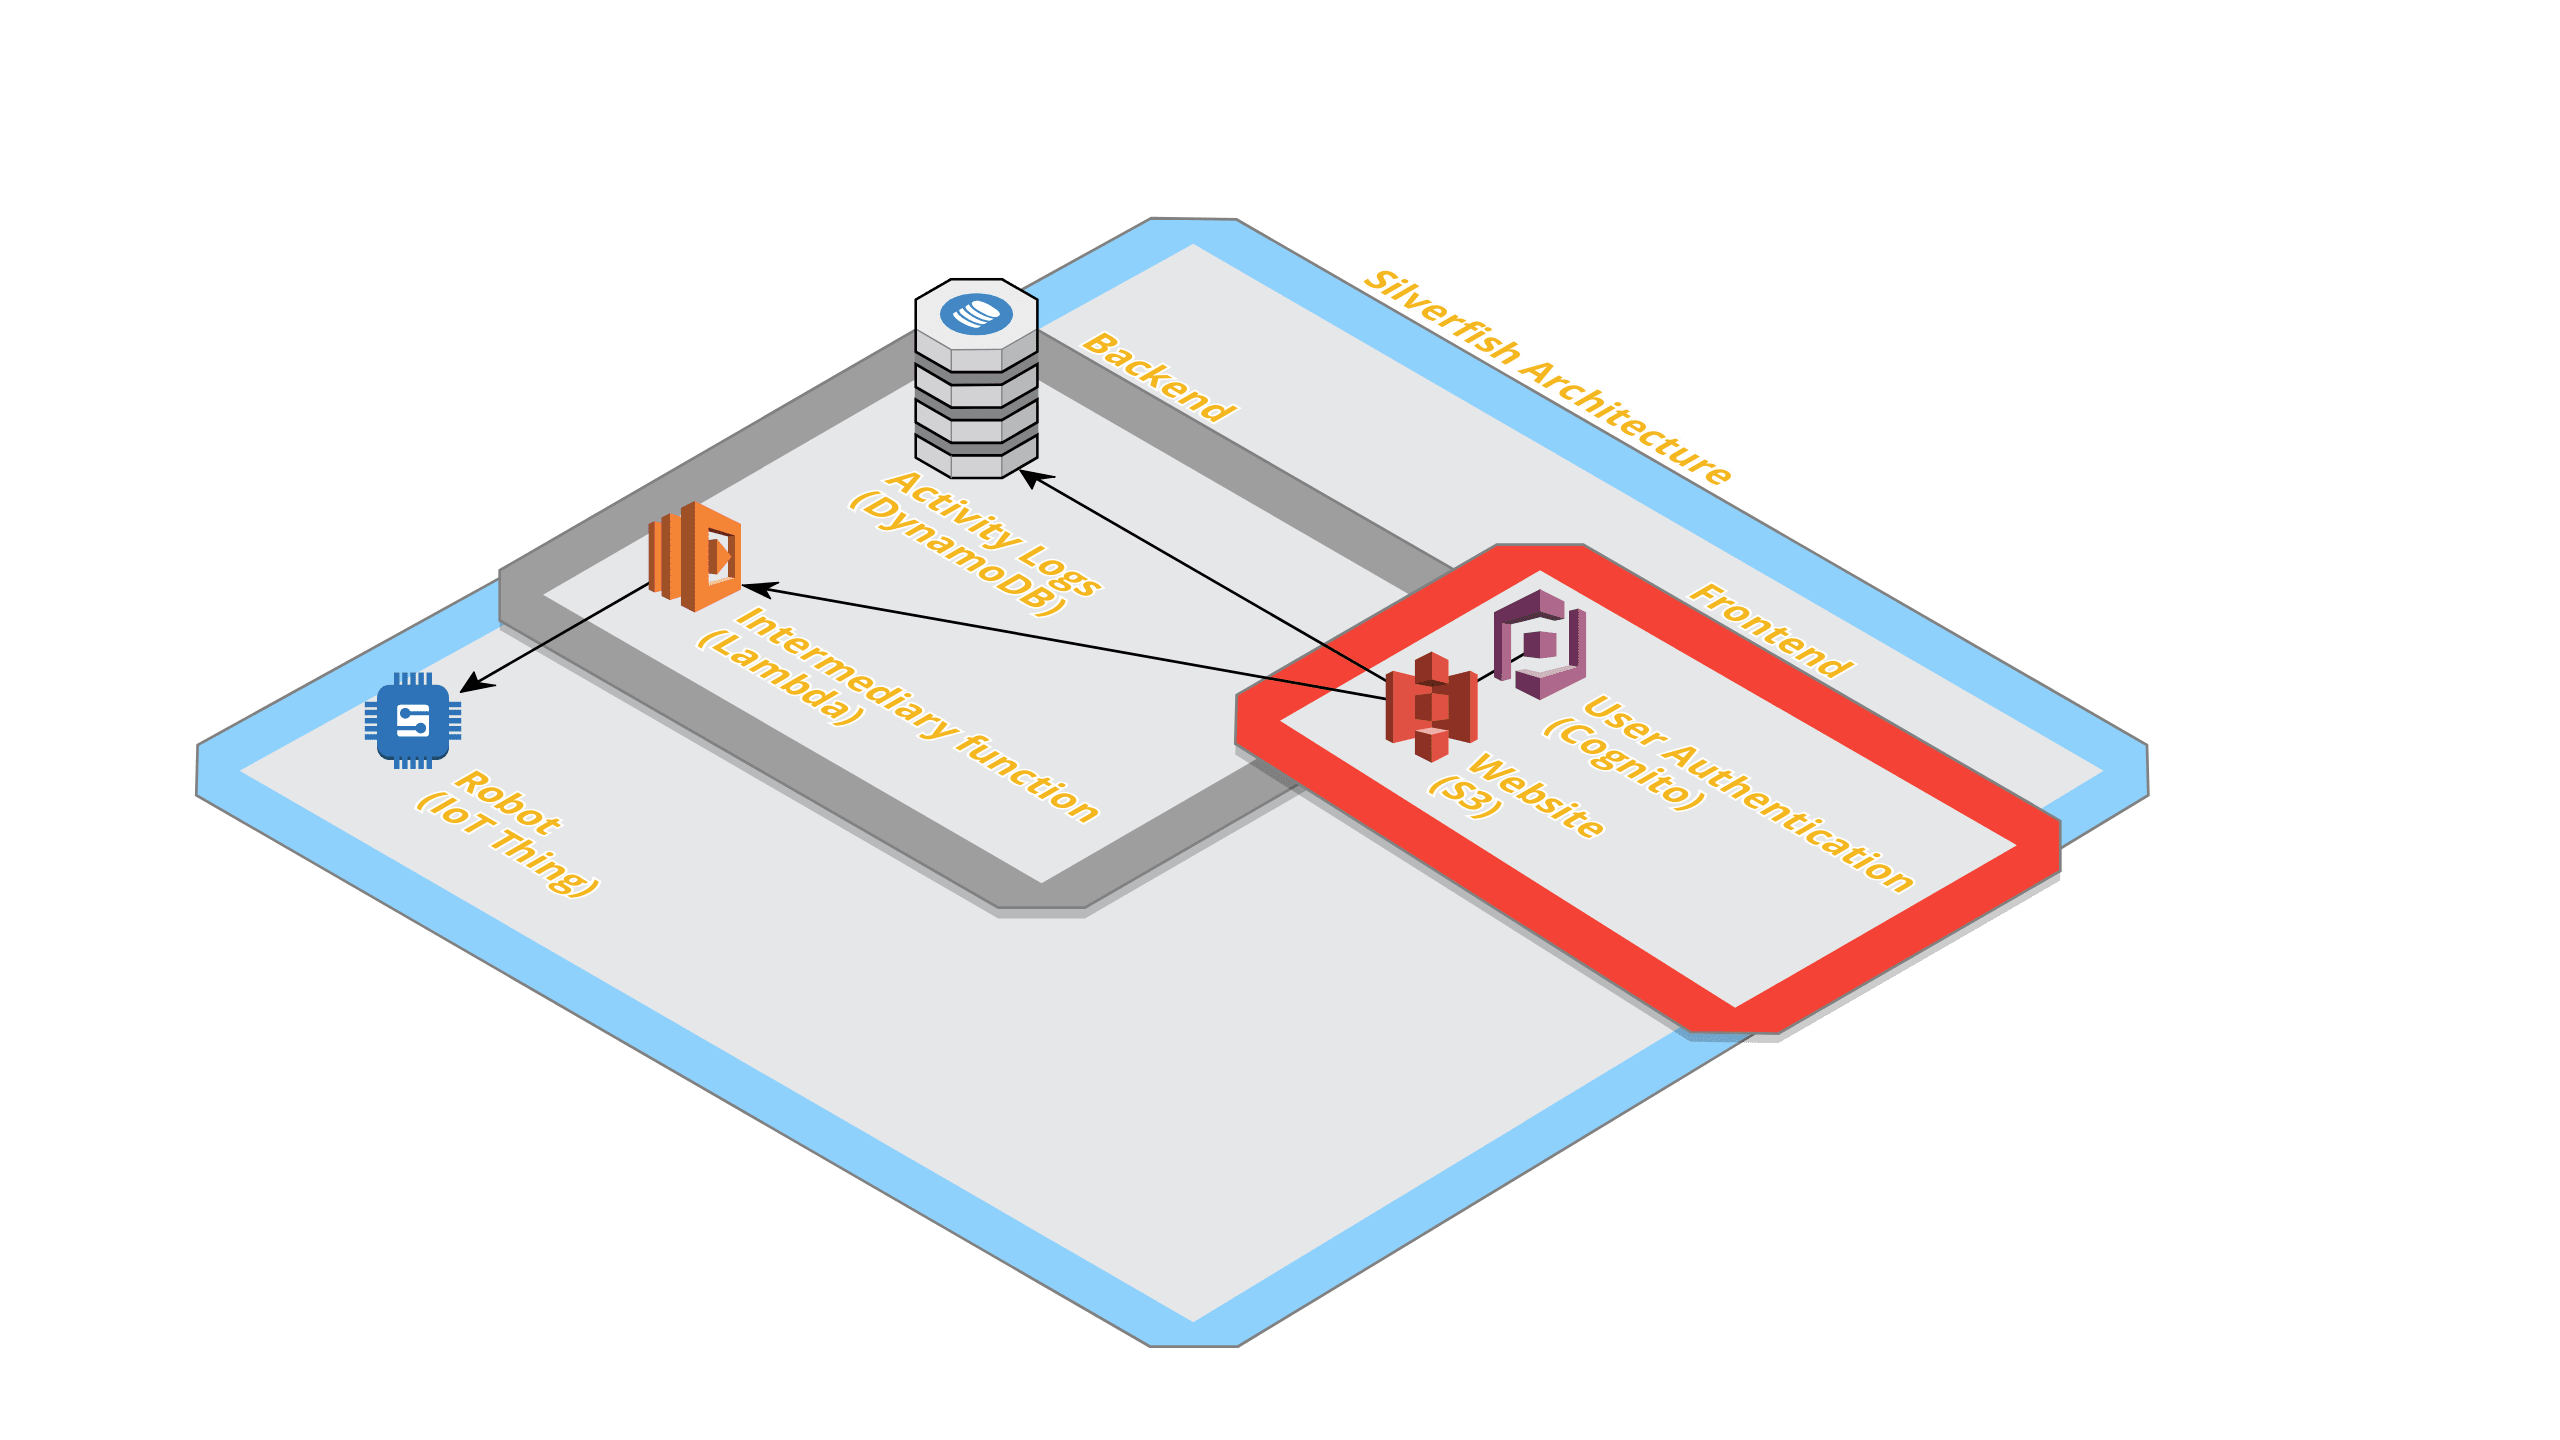 Silverfish Architecture
Backend
Activity Logs
(DynamoDB)
Frontend
Intermediary function
(Lambda)
User Authentication
(Cognito)
Website
(S3)
Robot
(IoT Thing)